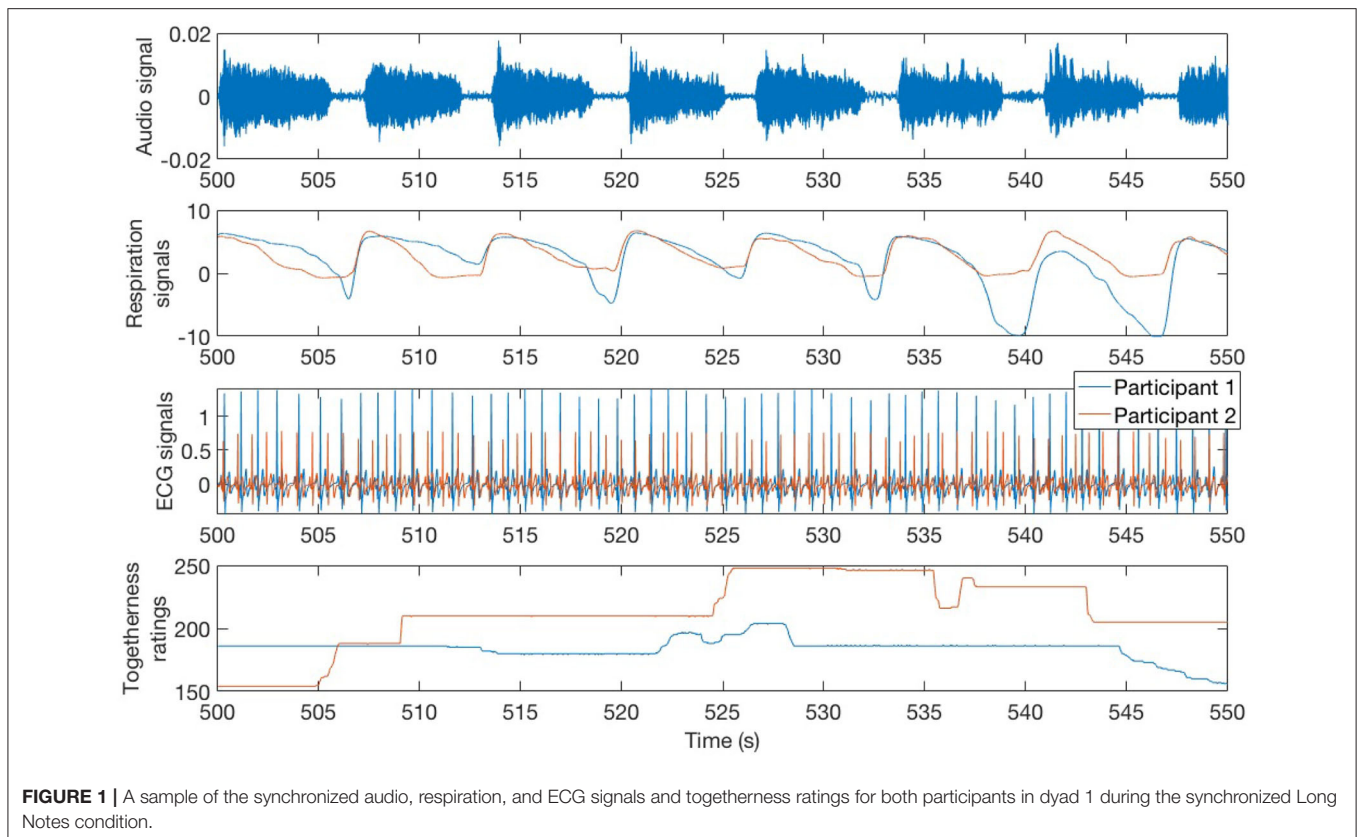 0.02
0
-0.02
Audio signal
500 505 510 515 520 525 530 535 540 545 550
10
0
-10
Respiration
signals
500 505 510 515 520 525 530 535 540 545 550
1
0.5
0
ECG signals
Participant 1
Participant 2
500 505 510 515 520 525 530 535 540 545 550
250
200
150
Togetherness
ratings
500 505 510 515 520 525 530 535 540 545 550
Time (s)
FIGURE 1 | A sample of the synchronized audio, respiration, and ECG signals and togetherness ratings for both participants in dyad 1 during the synchronized Long
Notes condition.